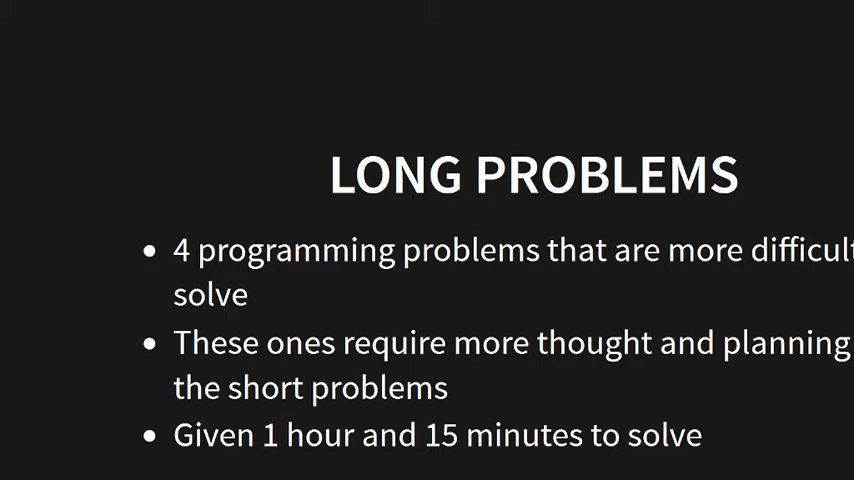 LONG PROBLEMS
• 4 programming problems that are more difficult
solve
• These ones require more thought and planning
the short problems
• Given 1 hour and 15 minutes to solve